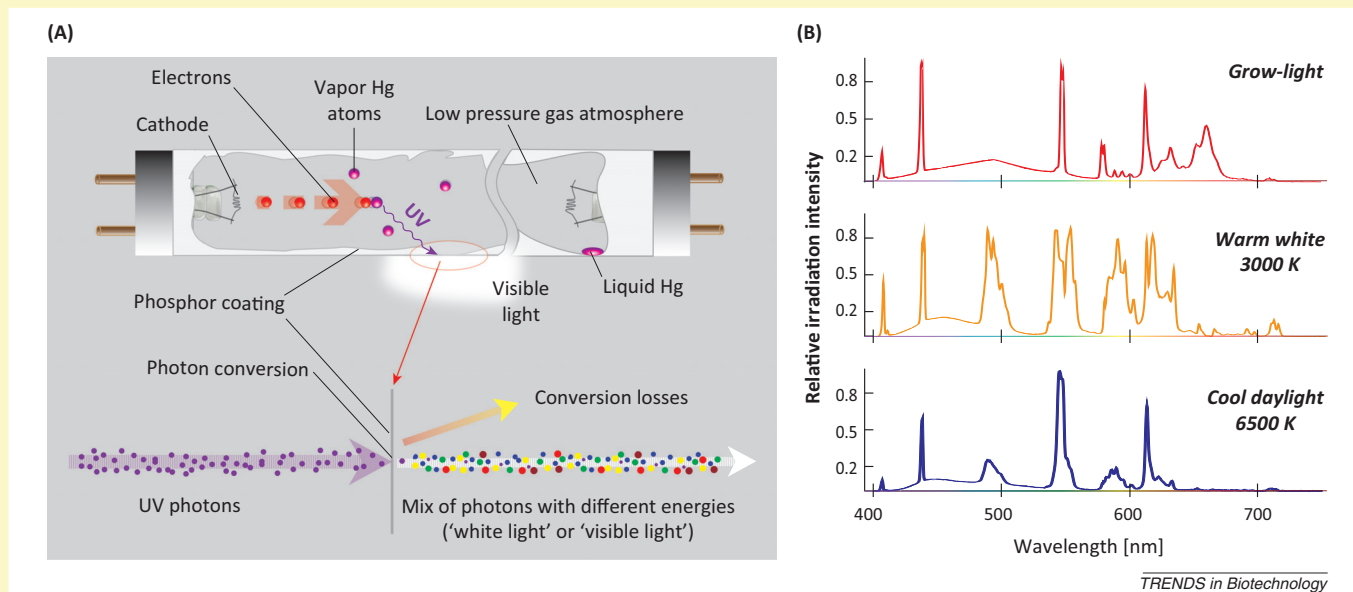 (A)
Electrons
Vapor Hg
atoms
Cathode
Low pressure gas atmosphere
UV
Phosphor coating
Visible
light
Liquid Hg
Photon conversion
Conversion losses
UV photons
Mix of photons with different energies
(‘white light’ or ‘visible light’)
(B)
Relative irradiation intensity
0.8
0.5
0.2
Grow-light
0.8
0.5
0.2
Warm white
3000 K
0.8
0.5
0.2
Cool daylight
6500 K
400
500
600
700
Wavelength [nm]
TRENDS in Biotechnology